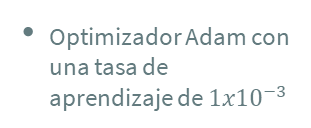 • Optimizador Adam con
una tasa de
aprendizaje de 1x10⁻³